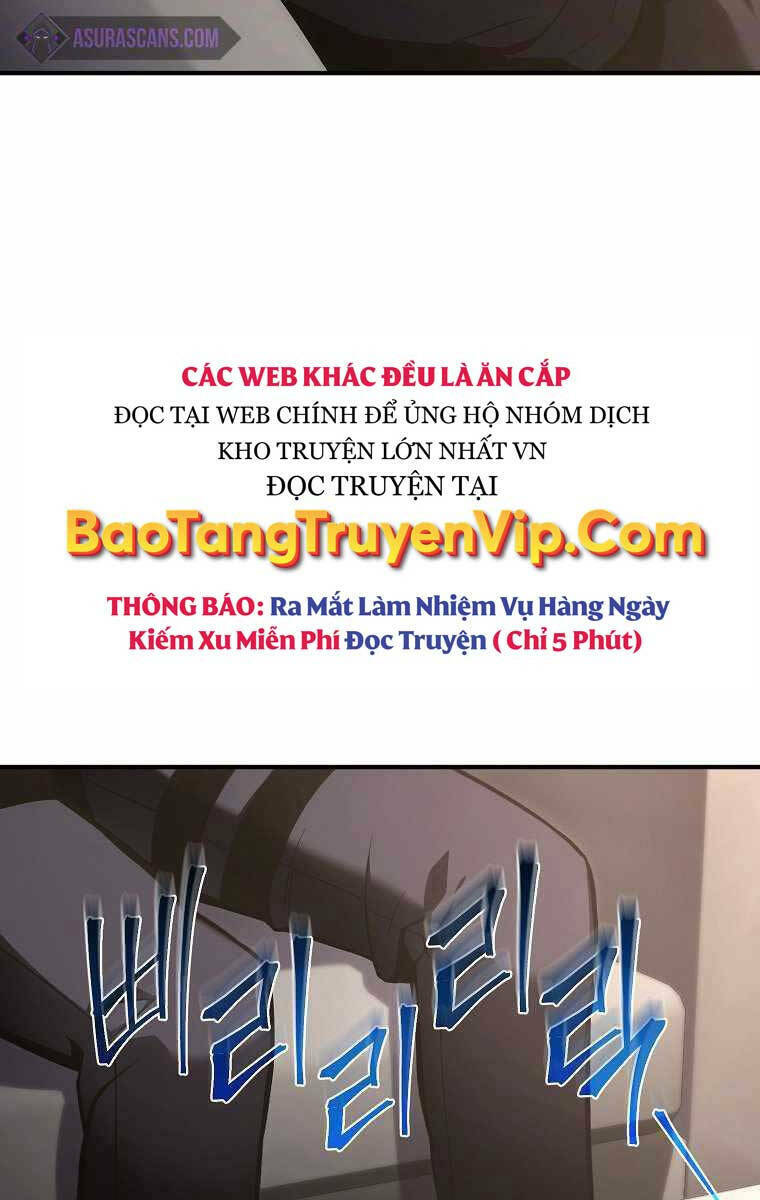 ASURASCANS.COM
CÁC WEB KHÁC ĐỀU LÀ ĂN CẮP
ĐỌC TẠI WEB CHÍNH ĐỂ ỦNG HỘ NHÓM DỊCH
KHO TRUYỆN LỚN NHẤT VN
ĐỌC TRUYỆN TẠI
BaoTangTruyenVip.Com
THÔNG BÁO: Ra Mắt Làm Nhiệm Vụ Hàng Ngày
Kiếm Xu Miễn Phí Đọc Truyện ( Chỉ 5 Phút)
삐리리리릭